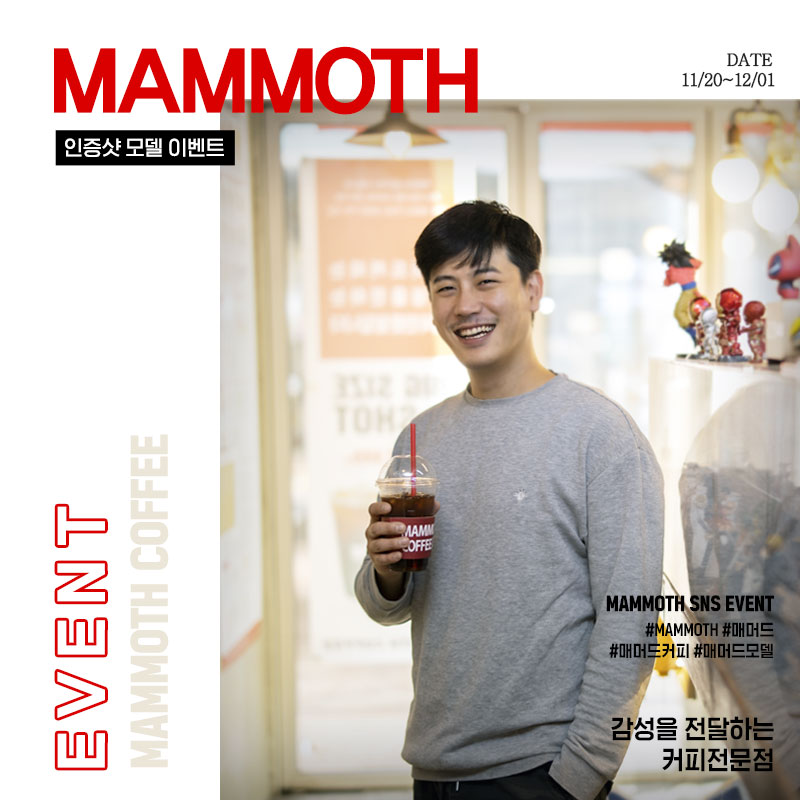 MAMMOTH
DATE
11/20~12/01
인증샷 모델 이벤트
MAMMOTH COFFEE
EVENT
MAMM
COFFEE
MAMMOTH SNS EVENT
#MAMMOTH #매머드
#매머드커피 #매머드모델
감성을 전달하는
커피전문점